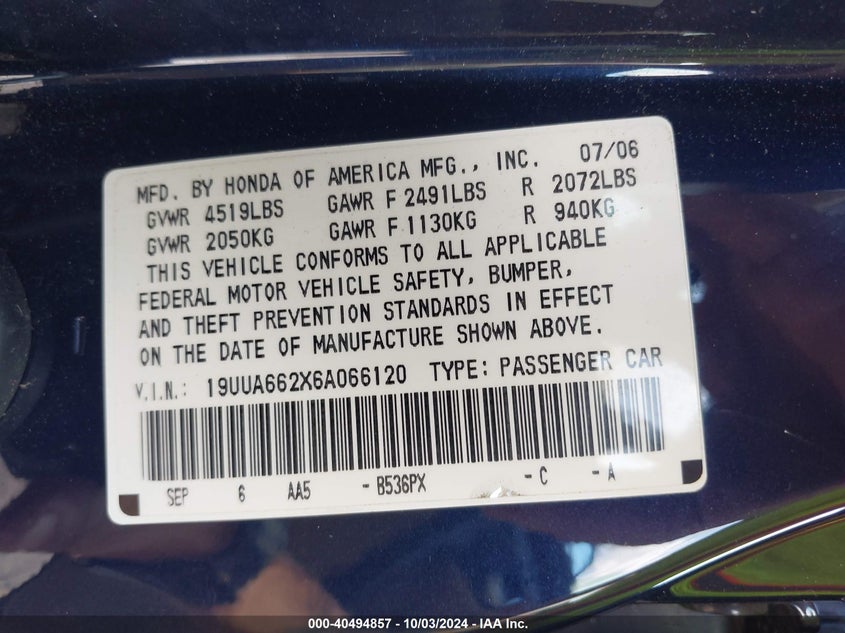 MFD. BY HONDA OF AMERICA MFG., INC. 07/06
GVWR 4519LBS GAWR F 2491LBS R 2072LBS
GVWR 2050KG GAWR F 1130KG R 940KG
THIS VEHICLE CONFORMS TO ALL APPLICABLE
FEDERAL MOTOR VEHICLE SAFETY, BUMPER,
AND THEFT PREVENTION STANDARDS IN EFFECT
ON THE DATE OF MANUFACTURE SHOWN ABOVE.
V.I.N.: 19UUA662X6A066120 TYPE: PASSENGER CAR
SEP 6 AA5 -B536PX -C -A
000-40494857 - 10/03/2024 - IAA Inc.